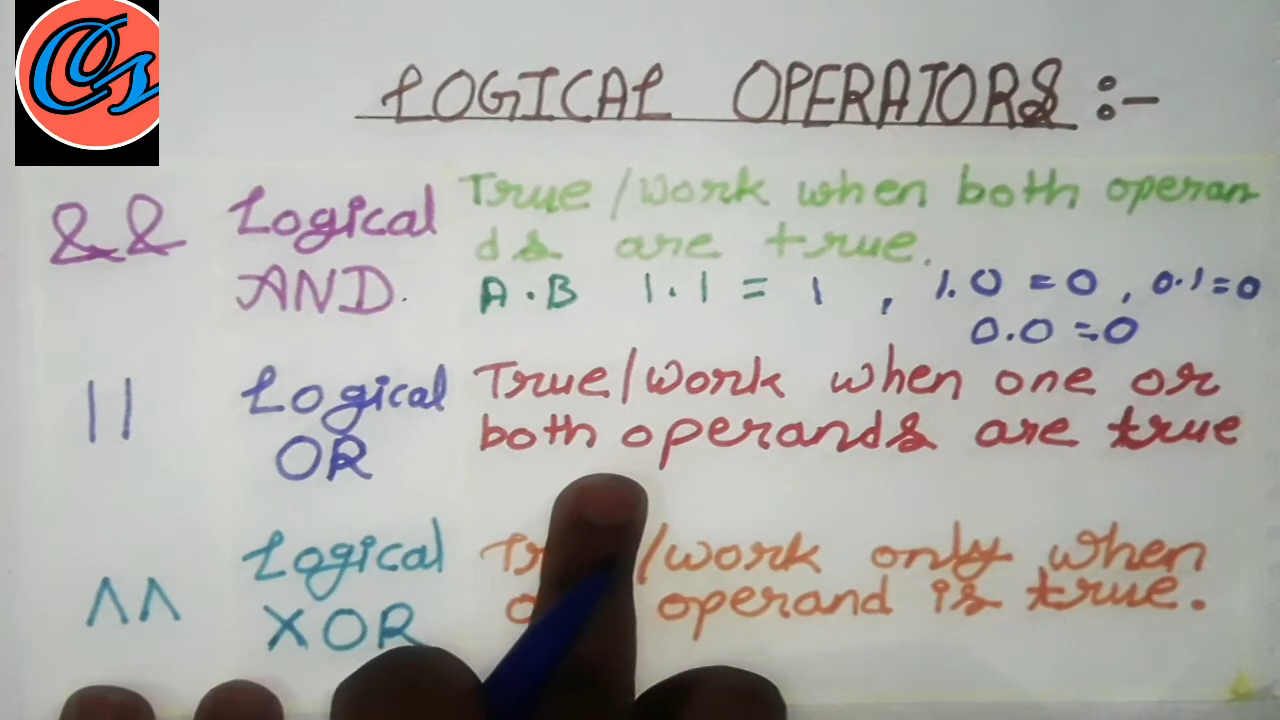 Cs
LOGICAL OPERATORS :-
&& Logical AND. True/work when both operan
ds are true.
A.B 1.1 = 1 , 1.0 = 0 , 0.1 = 0
0.0 = 0
|| Logical OR True/work when one or
both operands are true
^^ Logical XOR /work only when
operand is true.